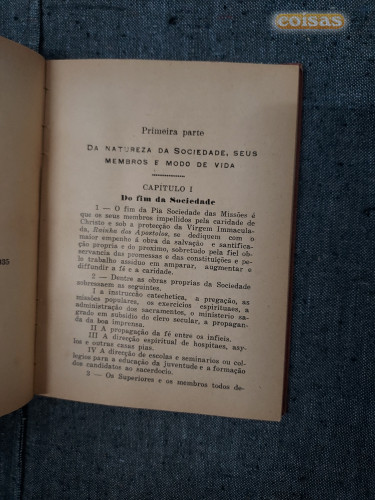 coisas
Primeira parte
DA NATUREZA DA SOCIEDADE, SEUS
MEMBROS E MODO DE VIDA
CAPITULO I
Do fim da Sociedade
1 — O fim da Pia Sociedade das Missões é
que os seus membros impellidos pela caridade de
Christo e sob a protecção da Virgem Immacula-
da, Rainha dos Apostolos, se dediquem com o
maior empenho á obra da salvação e santifica-
ção propria e do proximo, sobretudo pela fiel ob-
servancia das promessas e das constituições e pe-
lo trabalho assiduo em amparar, augmentar e
diffundir a fé e a caridade.
2 — Dentre as obras proprias da Sociedade
sobresaem as seguintes.
I a instrucção catechetica, a pregação, as
missões populares, os exercicios espirituaes, a
administração dos sacramentos, o ministerio sa-
grado em subsidio do clero secular, a propagan-
da da boa imprensa.
II A propagação da fé entre os infieis.
III A direcção espiritual de hospitaes, asy-
los e outras casas pias.
IV A direcção de escolas e seminarios ou col-
legios para a educação da juventude e a formação
dos candidatos ao sacerdocio.
3 — Os Superiores e os membros todos de-
935